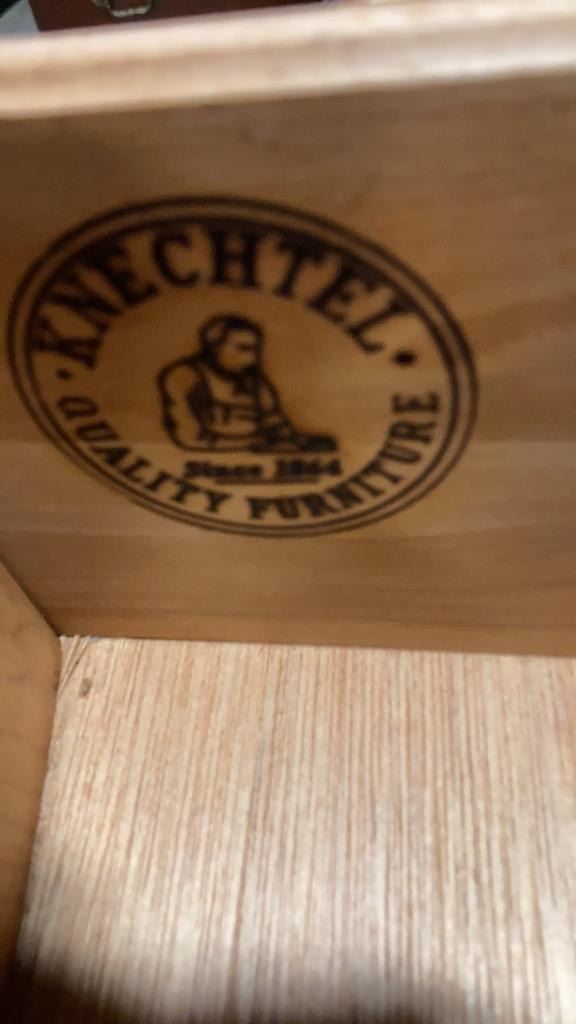 · KNECHTEL ·
Since 1864
QUALITY FURNITURE